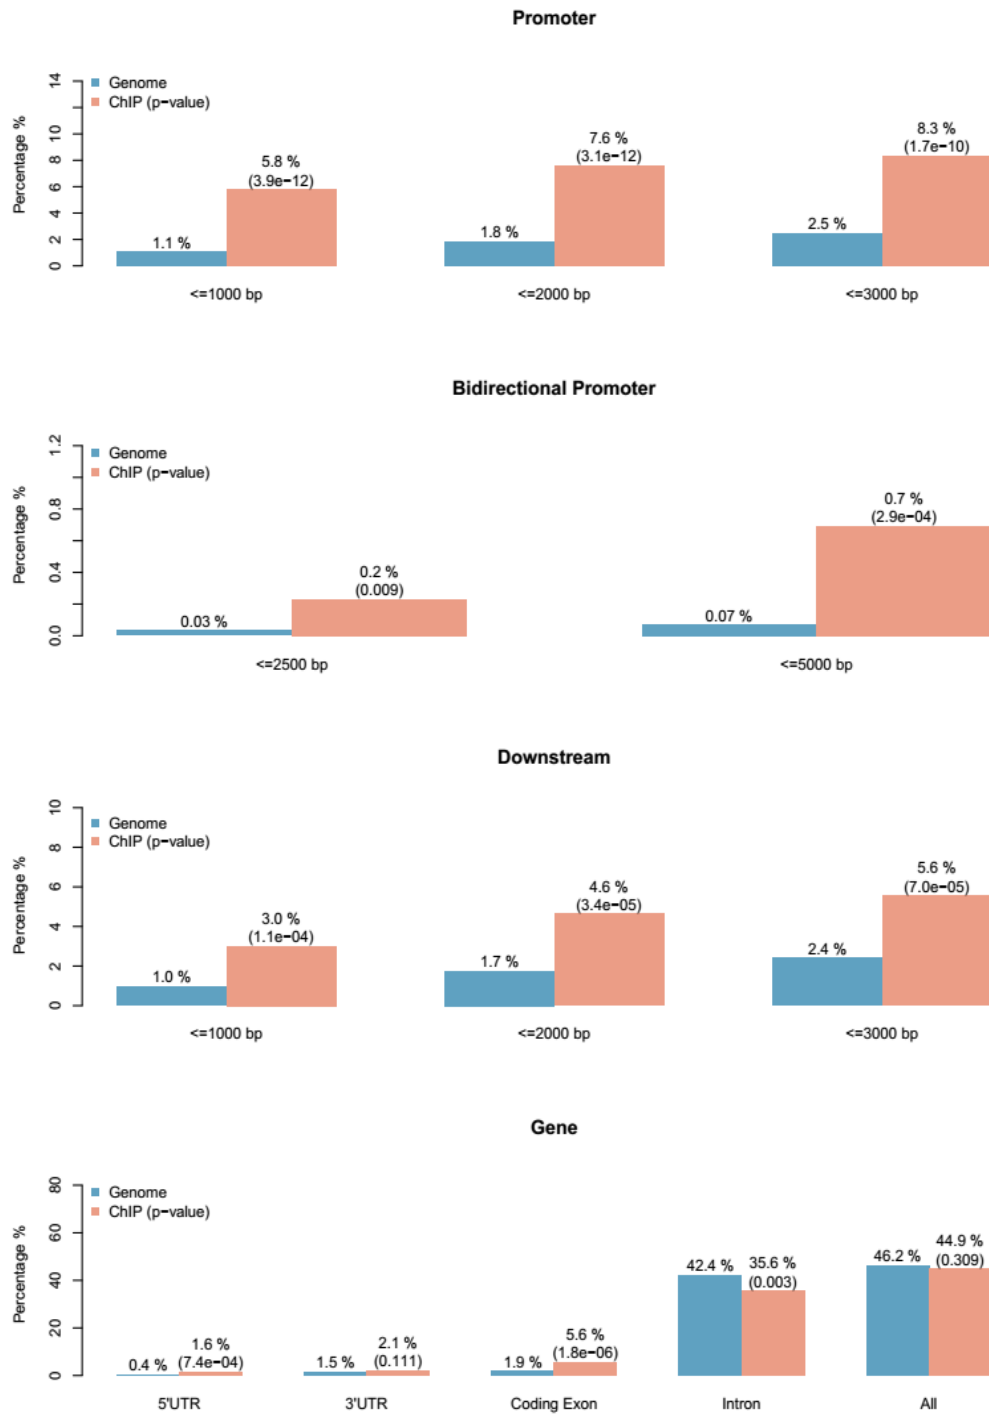 Promoter
Percentage %
14
10
8
6
4
2
0
Genome
ChIP (p−value)
1.1 %
5.8 %
(3.9e−12)
1.8 %
7.6 %
(3.1e−12)
2.5 %
8.3 %
(1.7e−10)
<=1000 bp
<=2000 bp
<=3000 bp
Bidirectional Promoter
Percentage %
1.2
0.8
0.4
0.0
Genome
ChIP (p−value)
0.03 %
0.2 %
(0.009)
0.07 %
0.7 %
(2.9e−04)
<=2500 bp
<=5000 bp
Downstream
Percentage %
10
8
6
4
2
0
Genome
ChIP (p−value)
1.0 %
3.0 %
(1.1e−04)
1.7 %
4.6 %
(3.4e−05)
2.4 %
5.6 %
(7.0e−05)
<=1000 bp
<=2000 bp
<=3000 bp
Gene
Percentage %
80
60
40
20
0
Genome
ChIP (p−value)
0.4 %
1.6 %
(7.4e−04)
1.5 %
2.1 %
(0.111)
1.9 %
5.6 %
(1.8e−06)
42.4 %
35.6 %
(0.003)
46.2 %
44.9 %
(0.309)
5'UTR
3'UTR
Coding Exon
Intron
All